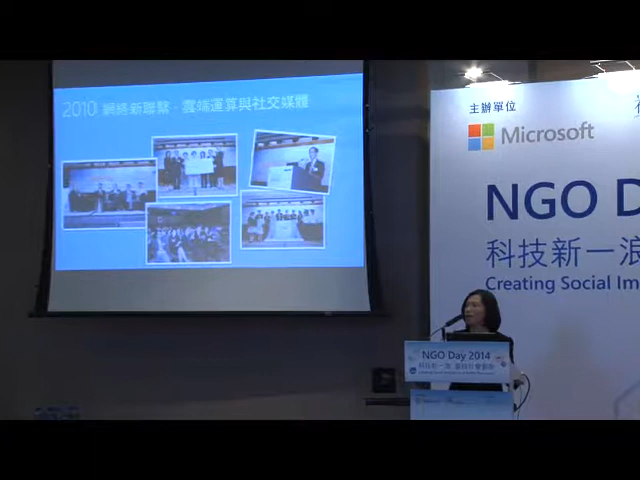 2010 網絡新聯繫 · 雲端運算與社交媒體
主辦單位
Microsoft
NGO D
科技新一浪
Creating Social Im
NGO Day 2014